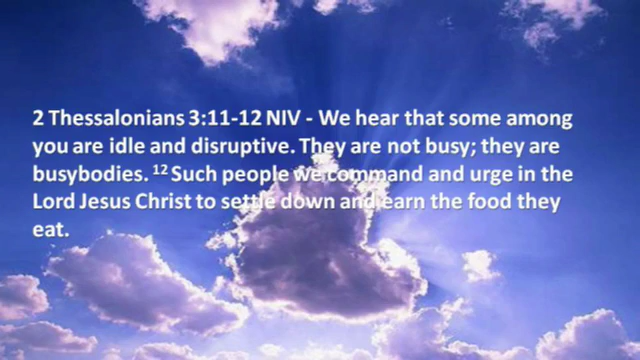 2 Thessalonians 3:11-12 NIV - We hear that some among
you are idle and disruptive. They are not busy; they are
busybodies. 12 Such people we command and urge in the
Lord Jesus Christ to settle down and earn the food they
eat.